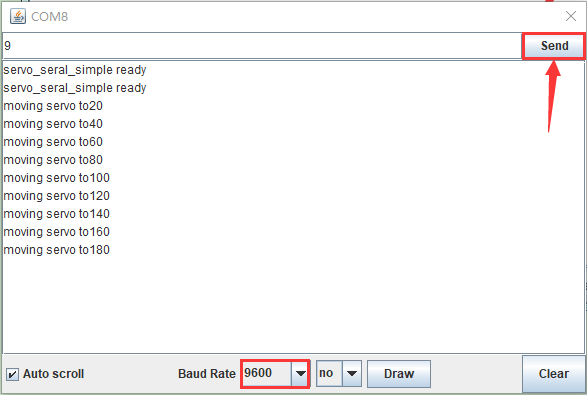 COM8
9
Send
servo_seral_simple ready
servo_seral_simple ready
moving servo to20
moving servo to40
moving servo to60
moving servo to80
moving servo to100
moving servo to120
moving servo to140
moving servo to160
moving servo to180
Auto scroll
Baud Rate
9600
no
Draw
Clear